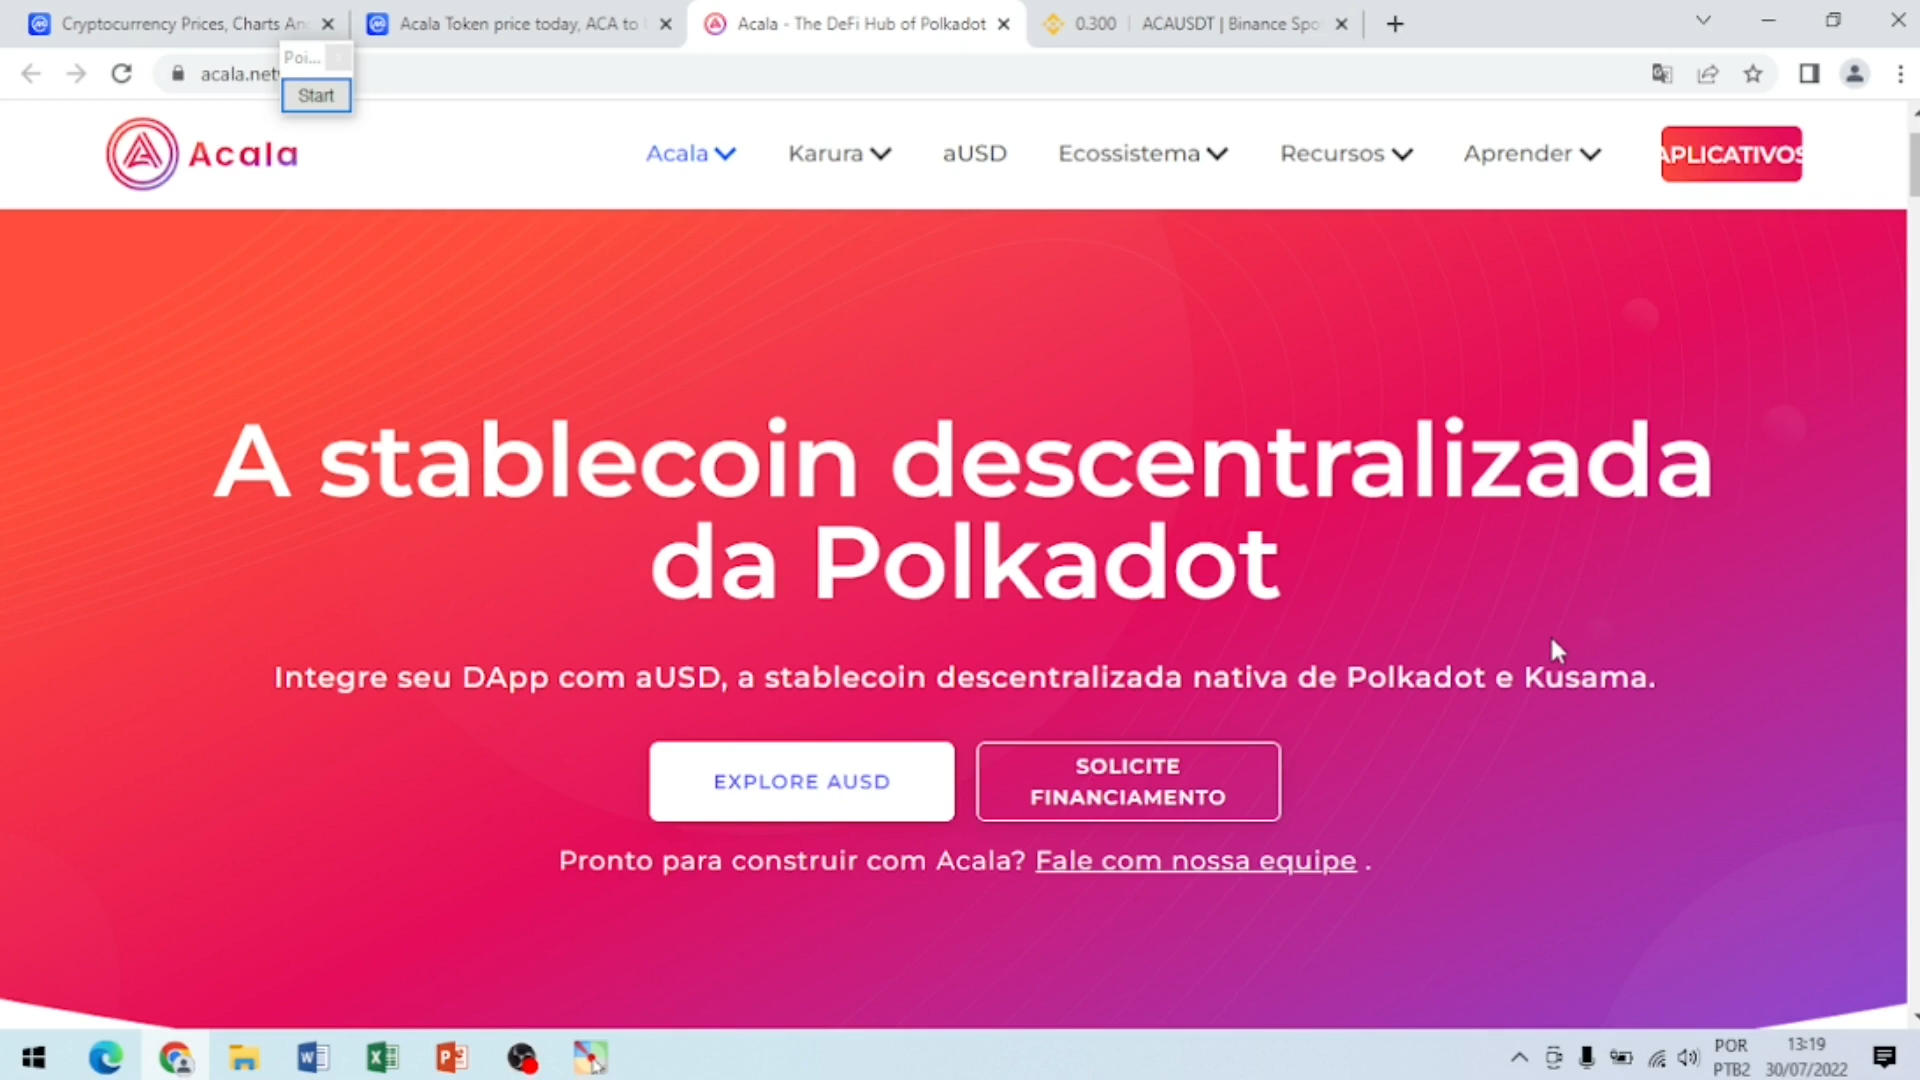 Cryptocurrency Prices, Charts An
Acala Token price today, ACA to
Acala - The DeFi Hub of Polkadot
0.300
ACAUSDT | Binance Spo
Poi...
acala.net
Start
Acala
Acala
Karura
aUSD
Ecossistema
Recursos
Aprender
APLICATIVOS
A stablecoin descentralizada
da Polkadot
Integre seu DApp com aUSD, a stablecoin descentralizada nativa de Polkadot e Kusama.
EXPLORE AUSD
SOLICITE
FINANCIAMENTO
Pronto para construir com Acala? Fale com nossa equipe .
POR
PTB2
13:19
30/07/2022